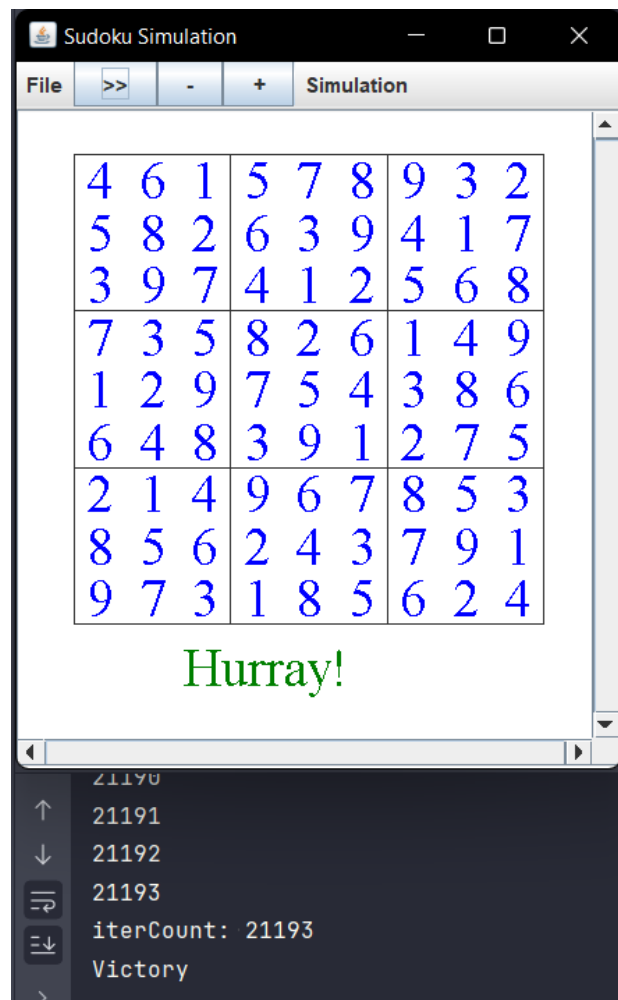 Sudoku Simulation
File >> - + Simulation
4 6 1 5 7 8 9 3 2
5 8 2 6 3 9 4 1 7
3 9 7 4 1 2 5 6 8
7 3 5 8 2 6 1 4 9
1 2 9 7 5 4 3 8 6
6 4 8 3 9 1 2 7 5
2 1 4 9 6 7 8 5 3
8 5 6 2 4 3 7 9 1
9 7 3 1 8 5 6 2 4
Hurray!
21190
21191
21192
21193
iterCount: 21193
Victory